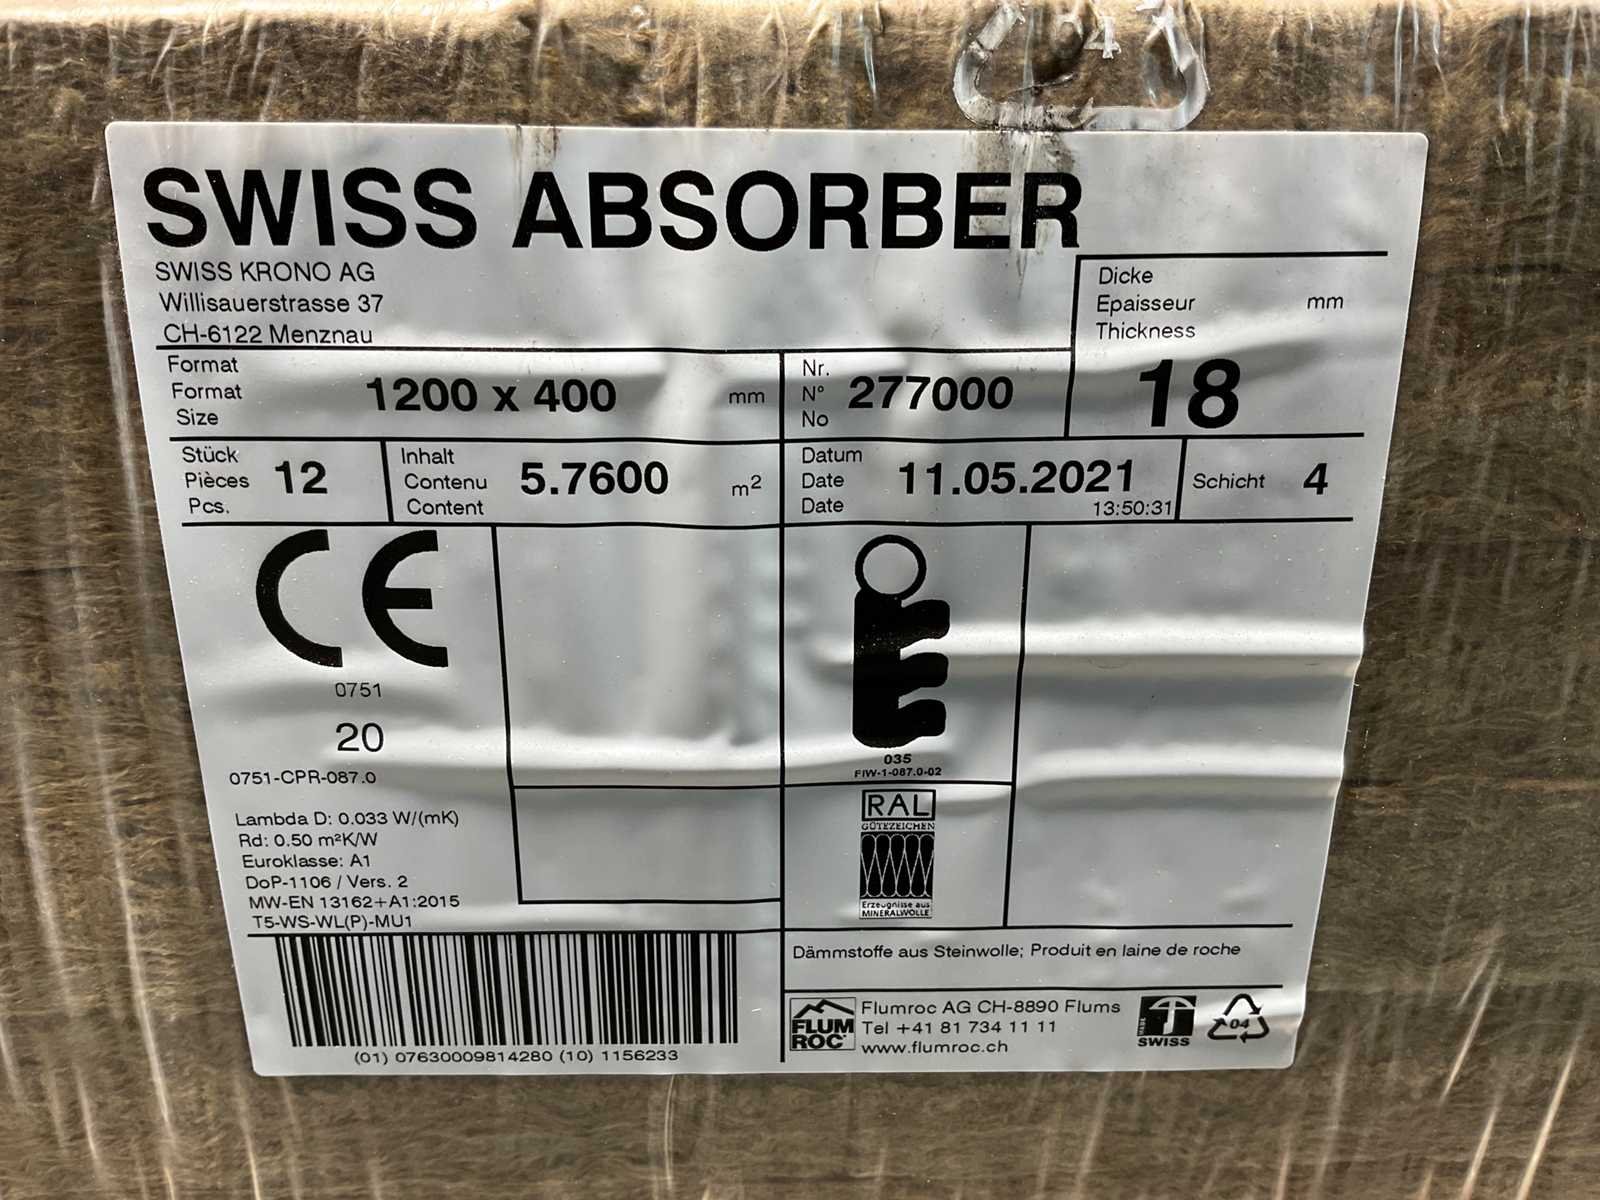 SWISS ABSORBER
SWISS KRONO AG
Willisauerstrasse 37
CH-6122 Menznau
Dicke
Epaisseur mm
Thickness
18
Format
Format 1200 x 400 mm
Size
Nr.
N° 277000
No
Stück
Pièces 12
Pcs.
Inhalt
Contenu 5.7600 m²
Content
Datum
Date 11.05.2021
Date 13:50:31
Schicht 4
CE
0751
20
0751-CPR-087.0
Lambda D: 0.033 W/(mK)
Rd: 0.50 m²K/W
Euroklasse: A1
DoP-1106 / Vers. 2
MW-EN 13162+A1:2015
T5-WS-WL(P)-MU1
035
FIW-1-087.0-02
RAL
GÜTEZEICHEN
Erzeugnisse aus
MINERALWOLLE
(01) 07630009814280 (10) 1156233
Dämmstoffe aus Steinwolle; Produit en laine de roche
FLUM
ROC
Flumroc AG CH-8890 Flums
Tel +41 81 734 11 11
www.flumroc.ch
SWISS
04